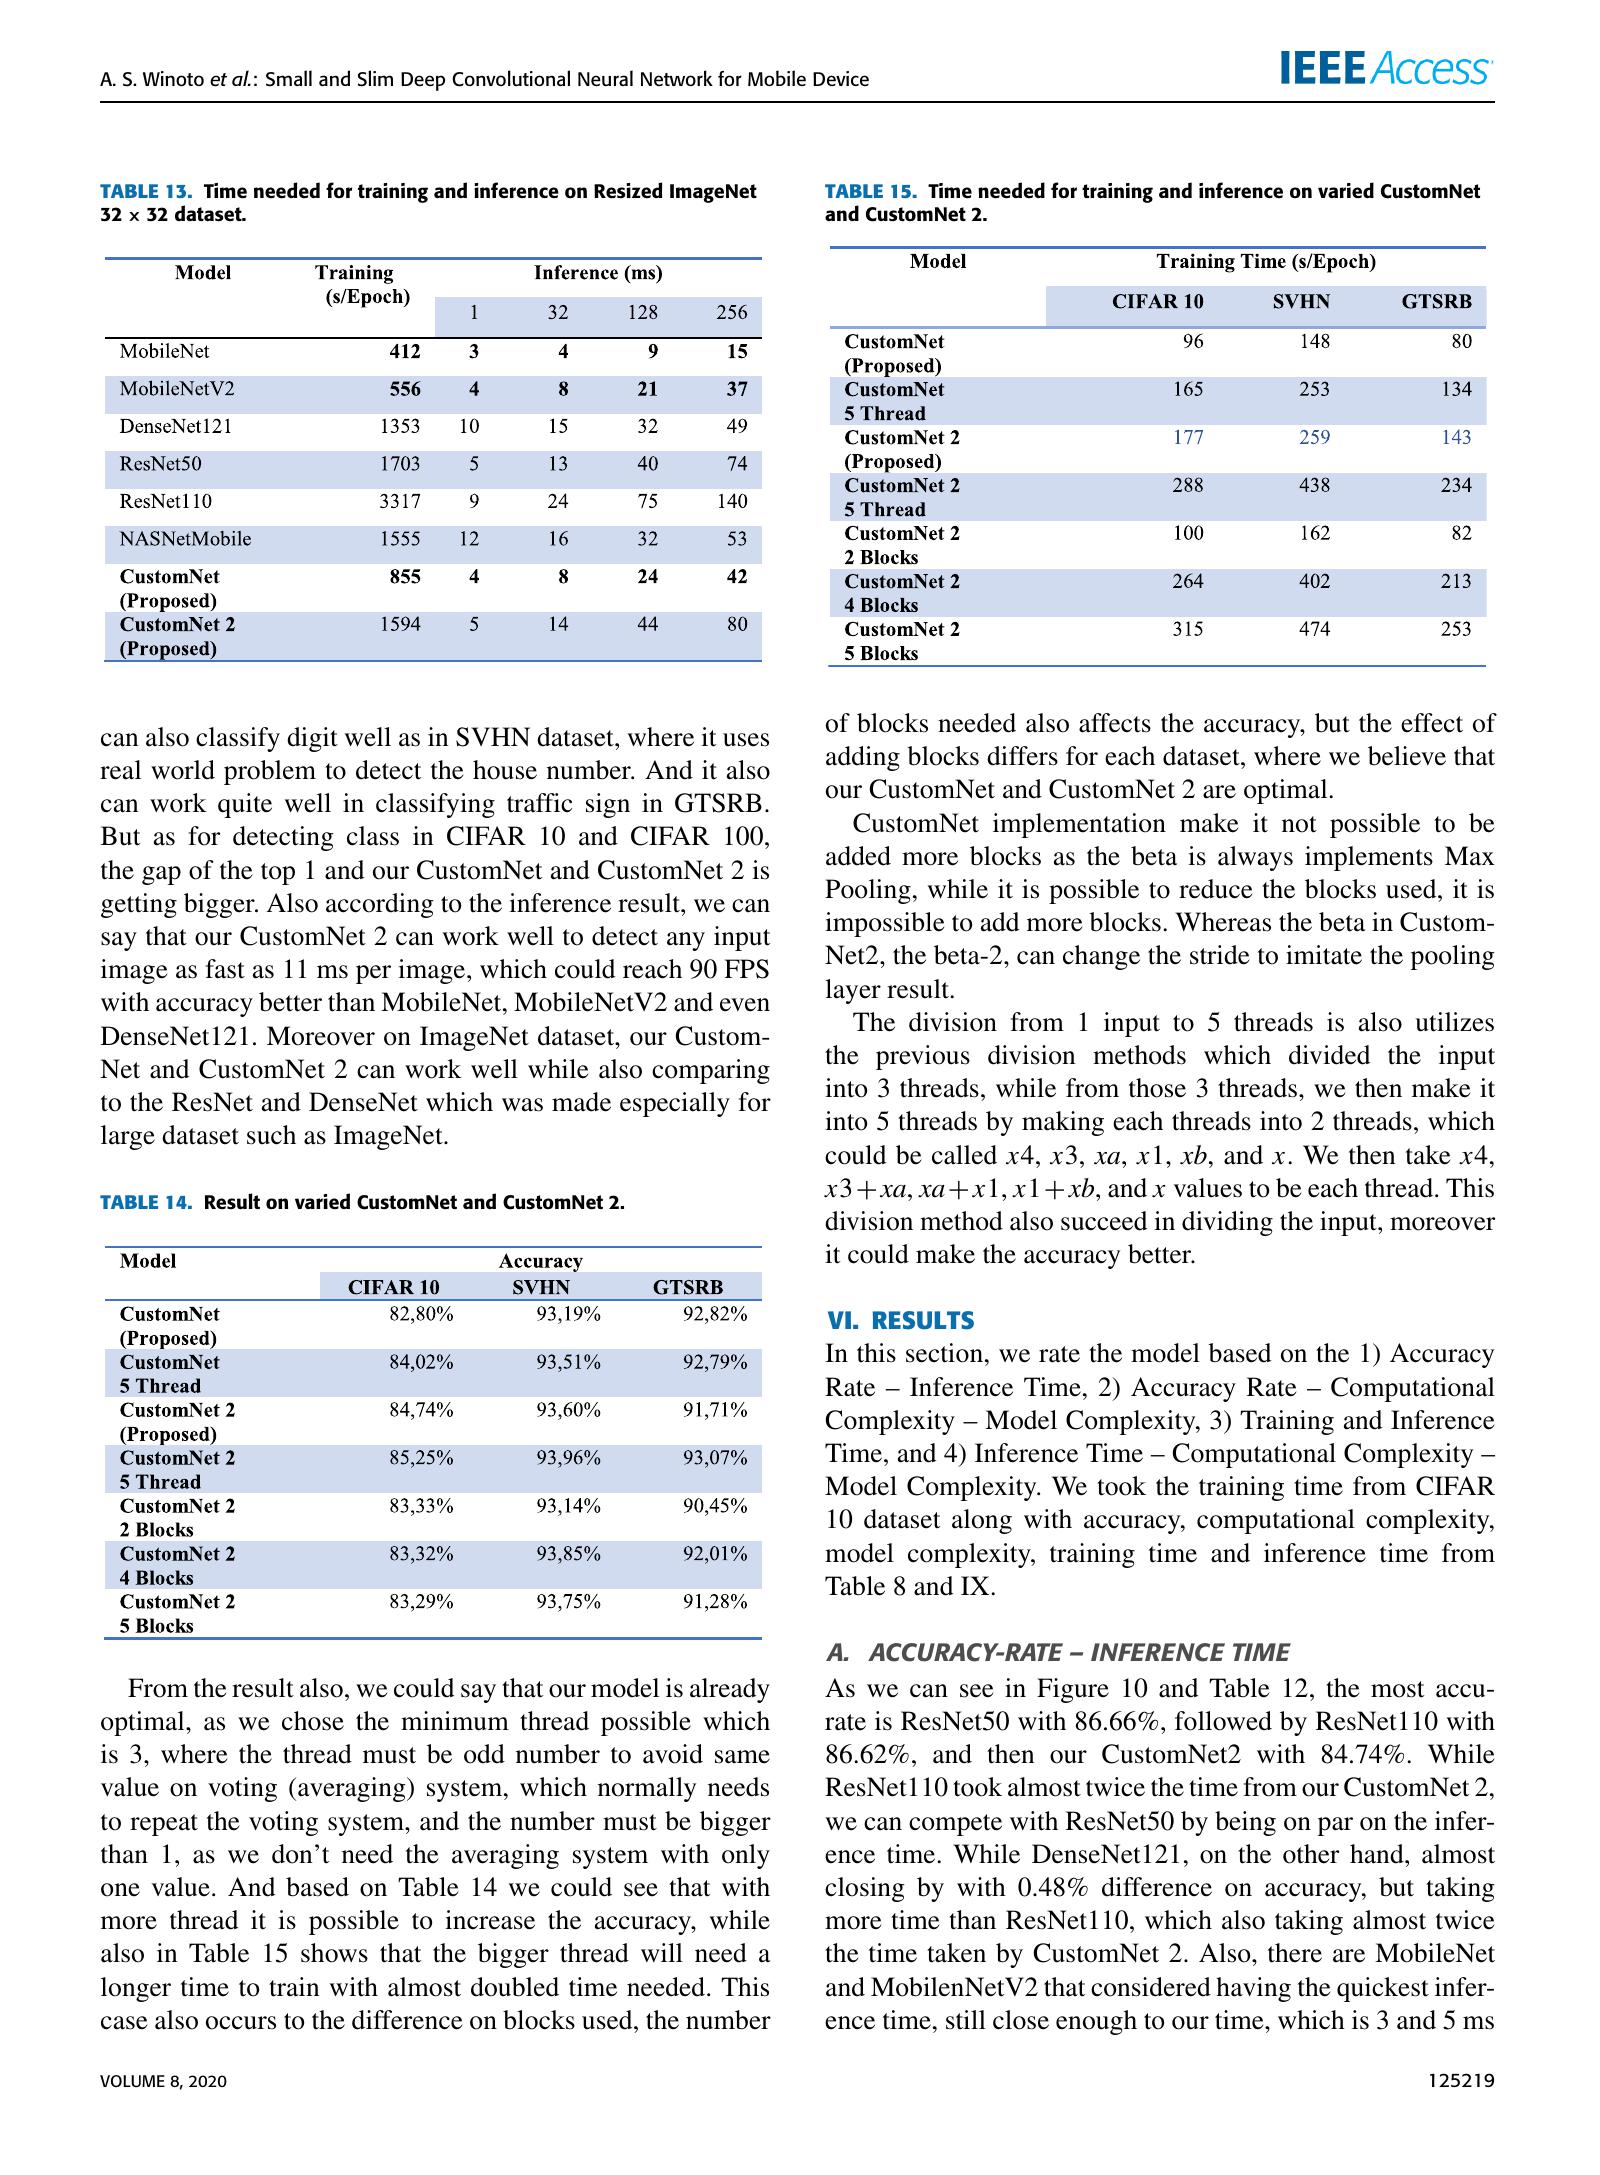 A. S. Winoto et al.: Small and Slim Deep Convolutional Neural Network for Mobile Device
IEEE Access
TABLE 13. Time needed for training and inference on Resized ImageNet
32 × 32 dataset.
Model Training Inference (ms)
(s/Epoch)
1 32 128 256
MobileNet 412 3 4 9 15
MobileNetV2 556 4 8 21 37
DenseNet121 1353 10 15 32 49
ResNet50 1703 5 13 40 74
ResNet110 3317 9 24 75 140
NASNetMobile 1555 12 16 32 53
CustomNet 855 4 8 24 42
(Proposed)
CustomNet 2 1594 5 14 44 80
(Proposed)
can also classify digit well as in SVHN dataset, where it uses
real world problem to detect the house number. And it also
can work quite well in classifying traffic sign in GTSRB.
But as for detecting class in CIFAR 10 and CIFAR 100,
the gap of the top 1 and our CustomNet and CustomNet 2 is
getting bigger. Also according to the inference result, we can
say that our CustomNet 2 can work well to detect any input
image as fast as 11 ms per image, which could reach 90 FPS
with accuracy better than MobileNet, MobileNetV2 and even
DenseNet121. Moreover on ImageNet dataset, our Custom-
Net and CustomNet 2 can work well while also comparing
to the ResNet and DenseNet which was made especially for
large dataset such as ImageNet.
TABLE 14. Result on varied CustomNet and CustomNet 2.
Model Accuracy
CIFAR 10 SVHN GTSRB
CustomNet 82,80% 93,19% 92,82%
(Proposed)
CustomNet 84,02% 93,51% 92,79%
5 Thread
CustomNet 2 84,74% 93,60% 91,71%
(Proposed)
CustomNet 2 85,25% 93,96% 93,07%
5 Thread
CustomNet 2 83,33% 93,14% 90,45%
2 Blocks
CustomNet 2 83,32% 93,85% 92,01%
4 Blocks
CustomNet 2 83,29% 93,75% 91,28%
5 Blocks
From the result also, we could say that our model is already
optimal, as we chose the minimum thread possible which
is 3, where the thread must be odd number to avoid same
value on voting (averaging) system, which normally needs
to repeat the voting system, and the number must be bigger
than 1, as we don't need the averaging system with only
one value. And based on Table 14 we could see that with
more thread it is possible to increase the accuracy, while
also in Table 15 shows that the bigger thread will need a
longer time to train with almost doubled time needed. This
case also occurs to the difference on blocks used, the number
TABLE 15. Time needed for training and inference on varied CustomNet
and CustomNet 2.
Model Training Time (s/Epoch)
CIFAR 10 SVHN GTSRB
CustomNet 96 148 80
(Proposed)
CustomNet 165 253 134
5 Thread
CustomNet 2 177 259 143
(Proposed)
CustomNet 2 288 438 234
5 Thread
CustomNet 2 100 162 82
2 Blocks
CustomNet 2 264 402 213
4 Blocks
CustomNet 2 315 474 253
5 Blocks
of blocks needed also affects the accuracy, but the effect of
adding blocks differs for each dataset, where we believe that
our CustomNet and CustomNet 2 are optimal.
CustomNet implementation make it not possible to be
added more blocks as the beta is always implements Max
Pooling, while it is possible to reduce the blocks used, it is
impossible to add more blocks. Whereas the beta in Custom-
Net2, the beta-2, can change the stride to imitate the pooling
layer result.
The division from 1 input to 5 threads is also utilizes
the previous division methods which divided the input
into 3 threads, while from those 3 threads, we then make it
into 5 threads by making each threads into 2 threads, which
could be called x4, x3, xa, x1, xb, and x. We then take x4,
x3+xa, xa+x1, x1+xb, and x values to be each thread. This
division method also succeed in dividing the input, moreover
it could make the accuracy better.
VI. RESULTS
In this section, we rate the model based on the 1) Accuracy
Rate – Inference Time, 2) Accuracy Rate – Computational
Complexity – Model Complexity, 3) Training and Inference
Time, and 4) Inference Time – Computational Complexity –
Model Complexity. We took the training time from CIFAR
10 dataset along with accuracy, computational complexity,
model complexity, training time and inference time from
Table 8 and IX.
A. ACCURACY-RATE – INFERENCE TIME
As we can see in Figure 10 and Table 12, the most accu-
rate is ResNet50 with 86.66%, followed by ResNet110 with
86.62%, and then our CustomNet2 with 84.74%. While
ResNet110 took almost twice the time from our CustomNet 2,
we can compete with ResNet50 by being on par on the infer-
ence time. While DenseNet121, on the other hand, almost
closing by with 0.48% difference on accuracy, but taking
more time than ResNet110, which also taking almost twice
the time taken by CustomNet 2. Also, there are MobileNet
and MobilenNetV2 that considered having the quickest infer-
ence time, still close enough to our time, which is 3 and 5 ms
VOLUME 8, 2020
125219